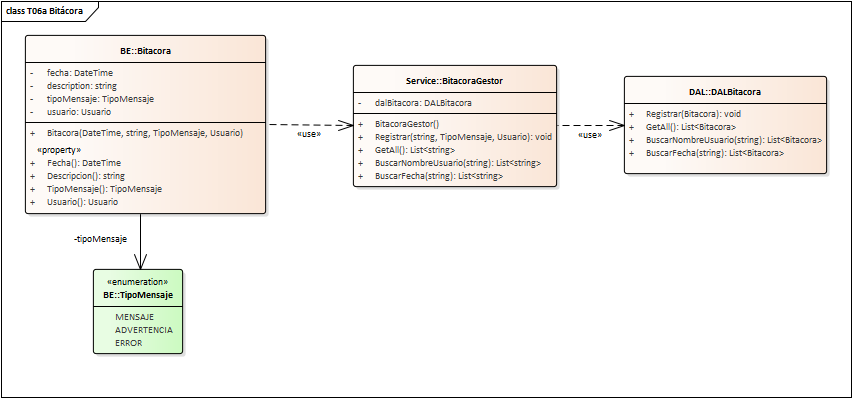 class T06a Bitácora
BE::Bitacora
- fecha: DateTime
- description: string
- tipoMensaje: TipoMensaje
- usuario: Usuario
+ Bitacora(DateTime, string, TipoMensaje, Usuario)
«property»
+ Fecha(): DateTime
+ Descripcion(): string
+ TipoMensaje(): TipoMensaje
+ Usuario(): Usuario
«use»
Service::BitacoraGestor
- dalBitacora: DALBitacora
+ BitacoraGestor()
+ Registrar(string, TipoMensaje, Usuario): void
+ GetAll(): List<string>
+ BuscarNombreUsuario(string): List<string>
+ BuscarFecha(string): List<string>
«use»
DAL::DALBitacora
+ Registrar(Bitacora): void
+ GetAll(): List<Bitacora>
+ BuscarNombreUsuario(string): List<Bitacora>
+ BuscarFecha(string): List<Bitacora>
-tipoMensaje
«enumeration»
BE::TipoMensaje
MENSAJE
ADVERTENCIA
ERROR